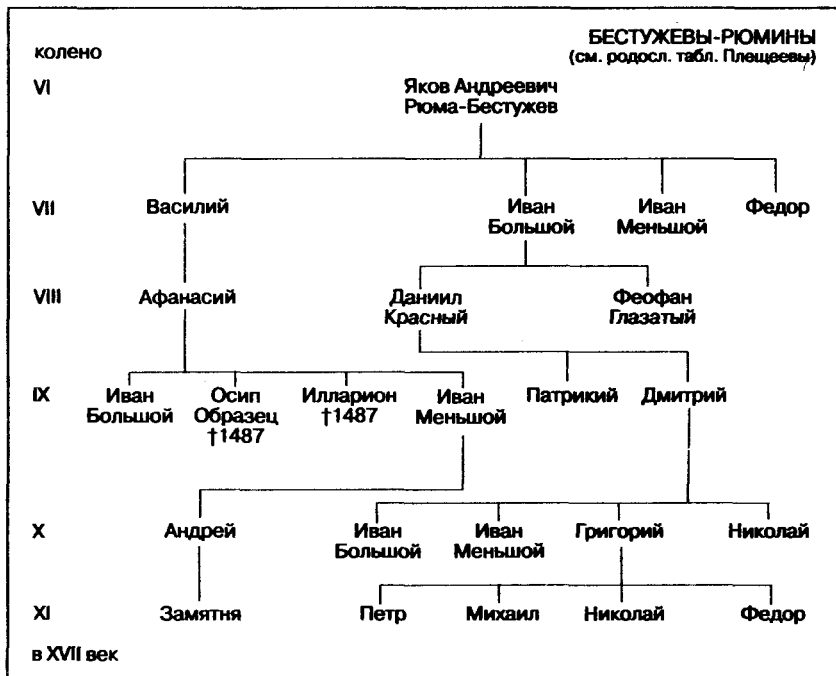 БЕСТУЖЕВЫ-РЮМИНЫ
колено (см. родосл. табл. Плещеевы)
VI Яков Андреевич
Рюма-Бестужев
VII Василий Иван Иван Федор
Большой Меньшой
VIII Афанасий Даниил Феофан
Красный Глазатый
IX Иван Осип Илларион Иван Патрикий Дмитрий
Большой Образец †1487 Меньшой
†1487
X Андрей Иван Иван Григорий Николай
Большой Меньшой
XI Замятня Петр Михаил Николай Федор
в XVII век